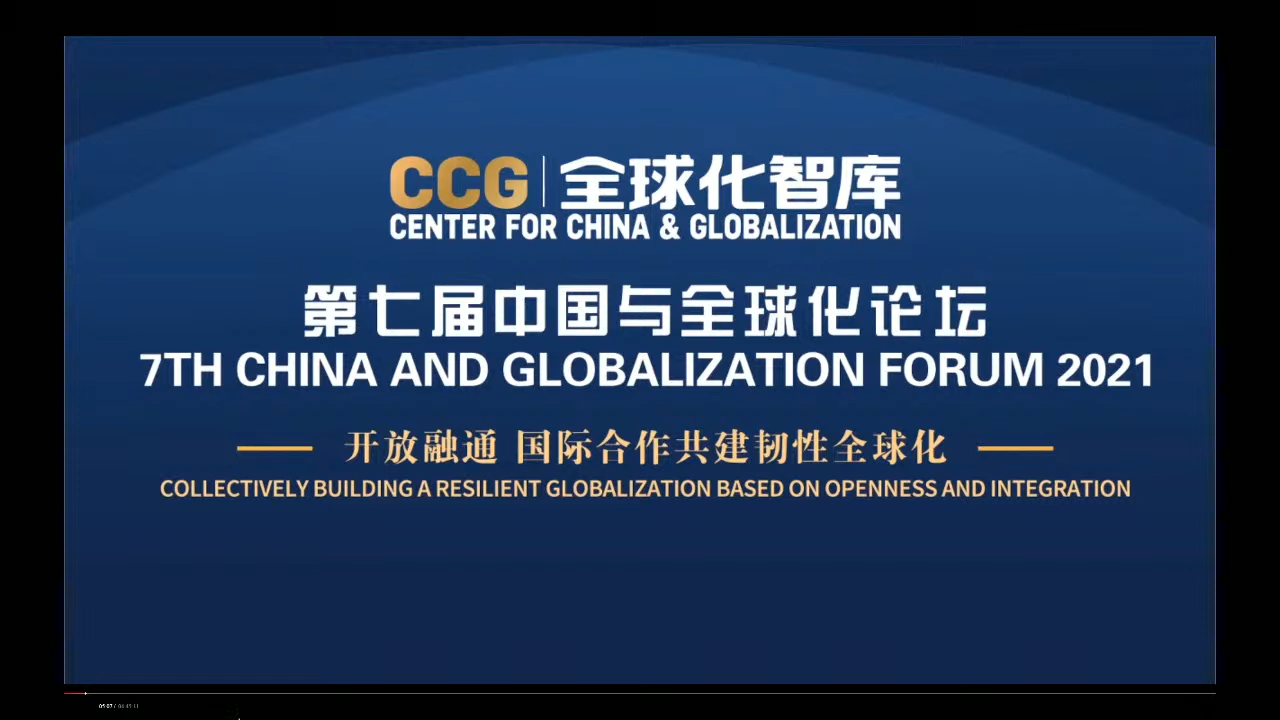 CCG 全球化智库
CENTER FOR CHINA & GLOBALIZATION
第七届中国与全球化论坛
7TH CHINA AND GLOBALIZATION FORUM 2021
开放融通 国际合作共建韧性全球化
COLLECTIVELY BUILDING A RESILIENT GLOBALIZATION BASED ON OPENNESS AND INTEGRATION
05:07 /